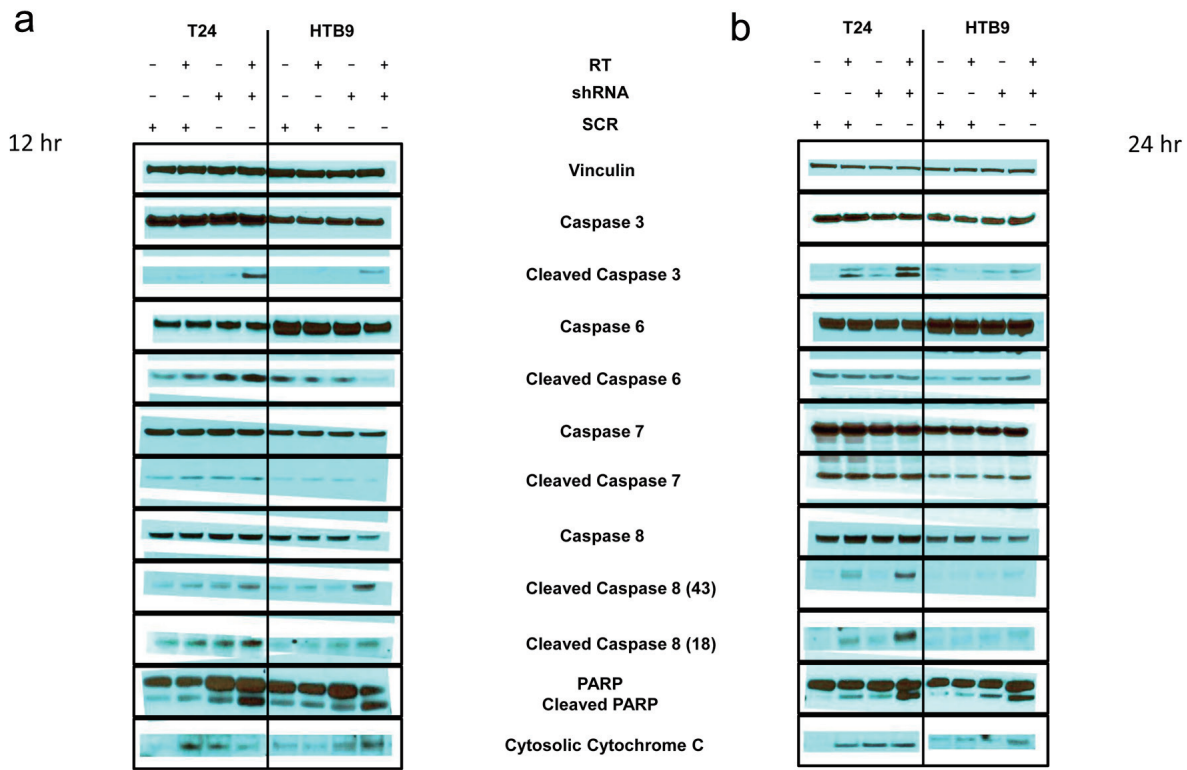 a
b
T24 HTB9
T24 HTB9
– + – + – + – + RT – + – + – + – +
– – + + – – + + shRNA – – + + – – + +
+ + – – + + – – SCR + + – – + + – –
12 hr
24 hr
Vinculin
Caspase 3
Cleaved Caspase 3
Caspase 6
Cleaved Caspase 6
Caspase 7
Cleaved Caspase 7
Caspase 8
Cleaved Caspase 8 (43)
Cleaved Caspase 8 (18)
PARP
Cleaved PARP
Cytosolic Cytochrome C